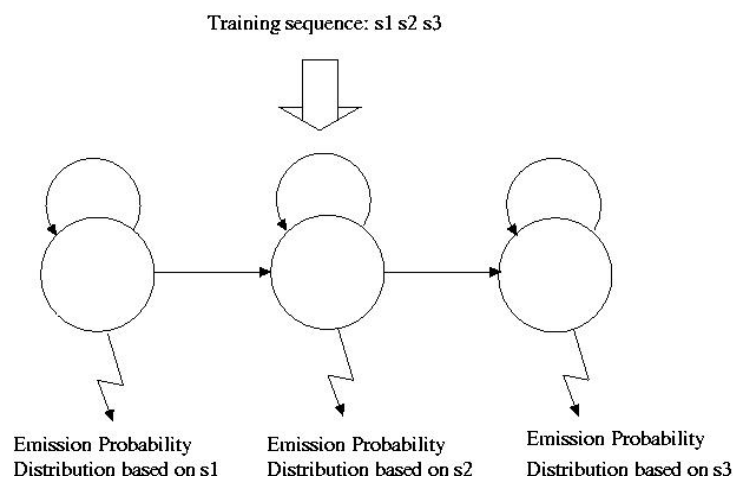 Training sequence: s1 s2 s3
Emission Probability
Distribution based on s1
Emission Probability
Distribution based on s2
Emission Probability
Distribution based on s3